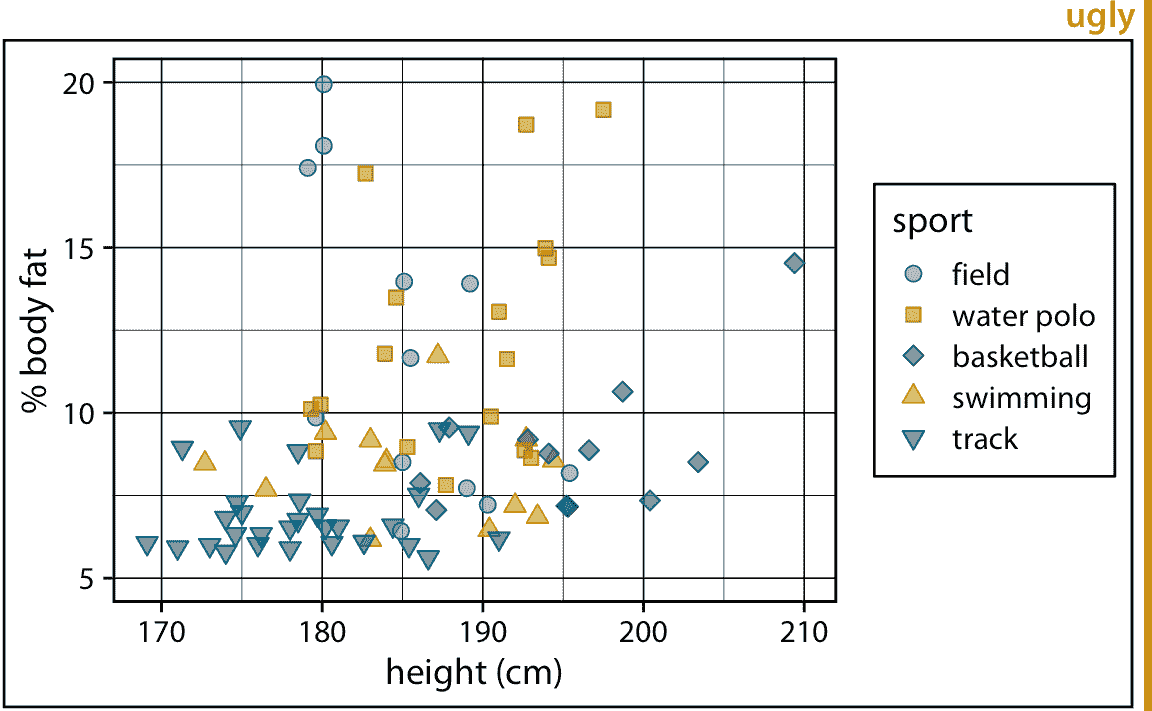 ugly
20
15
10
5
% body fat
170 180 190 200 210
height (cm)
sport
field
water polo
basketball
swimming
track